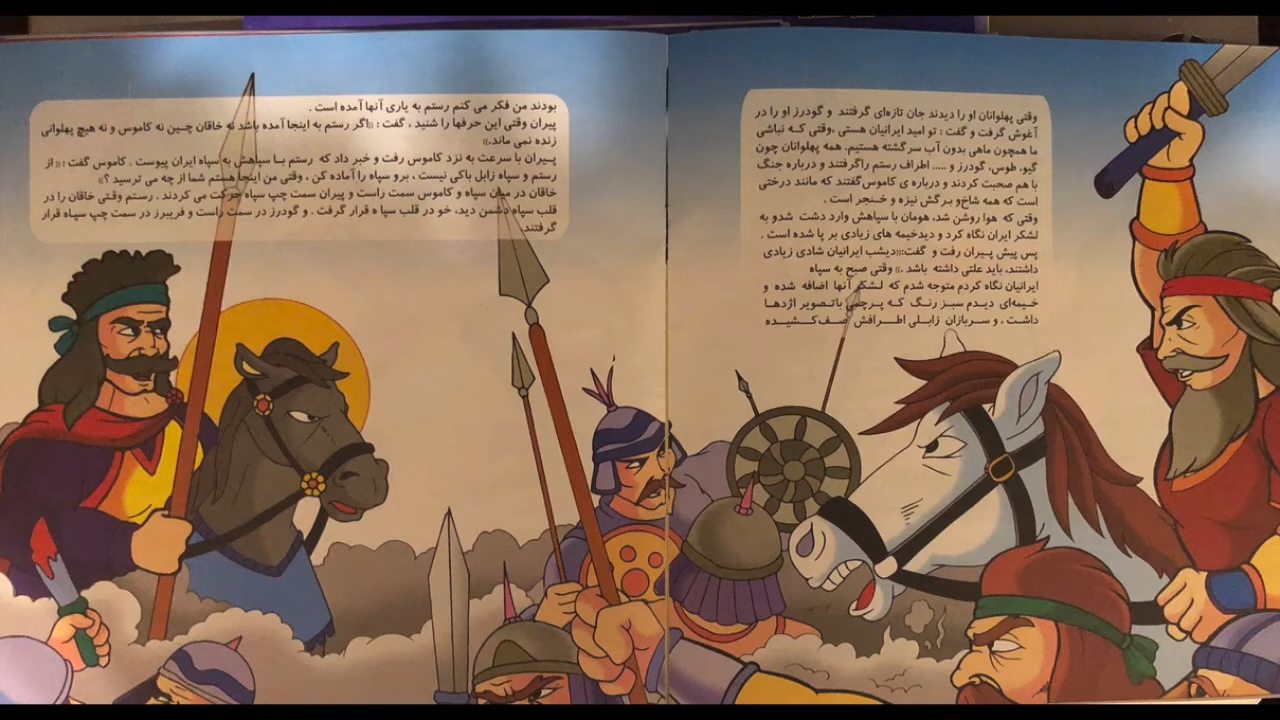 وقتی پهلوانان او را دیدند جان تازه‌ای گرفتند و گودرز او را در
آغوش گرفت و گفت : تو امید ایرانیان هستی ،وقتی که نباشی
ما همچون ماهی بدون آب سرگشته هستیم. همه پهلوانان چون
گیو، طوس، گودرز و ..... اطراف رستم راگرفتند و درباره جنگ
با هم صحبت کردند و درباره ی کاموس‌گفتند که مانند درختی
است که همه شاخ‌و برگش نیزه و خنجر است .
وقتی که هوا روشن شد، هومان با سپاهش وارد دشت شدو به
لشکر ایران نگاه کرد و دیدخیمه های زیادی بر پا شده است .
پس پیش پیران رفت و گفت:((دیشب ایرانیان شادی زیادی
داشتند، باید علتی داشته باشد .)) وقتی صبح به سپاه
ایرانیان نگاه کردم متوجه شدم که لشکر آنها اضافه شده و
خیمه‌ای دیدم سبز رنگ که پرچمی باتصویر اژدها
داشت ، و سربازان زابلی اطرافش صف‌کشیده
بودند من فکر می کنم رستم به یاری آنها آمده است .
پیران وقتی این حرفها را شنید ، گفت : ((اگر رستم به اینجا آمده باشد نه خاقان چین نه کاموس و نه هیچ پهلوانی
زنده نمی ماند.))
پیران با سرعت به نزد کاموس رفت و خبر داد که رستم با سپاهش به سپاه ایران پیوست . کاموس گفت : (( از
رستم و سپاه زابل باکی نیست ، برو سپاه را آماده کن ، وقتی من اینجا هستم شما از چه می ترسید ؟))
خاقان در میان سپاه و کاموس سمت راست و پیران سمت چپ سپاه حرکت می کردند . رستم وقتی خاقان را در
قلب سپاه دشمن دید، خو در قلب سپا ه قرار گرفت . و گودرز در سمت راست و فریبرز در سمت چپ سپاه قرار
گرفتند.